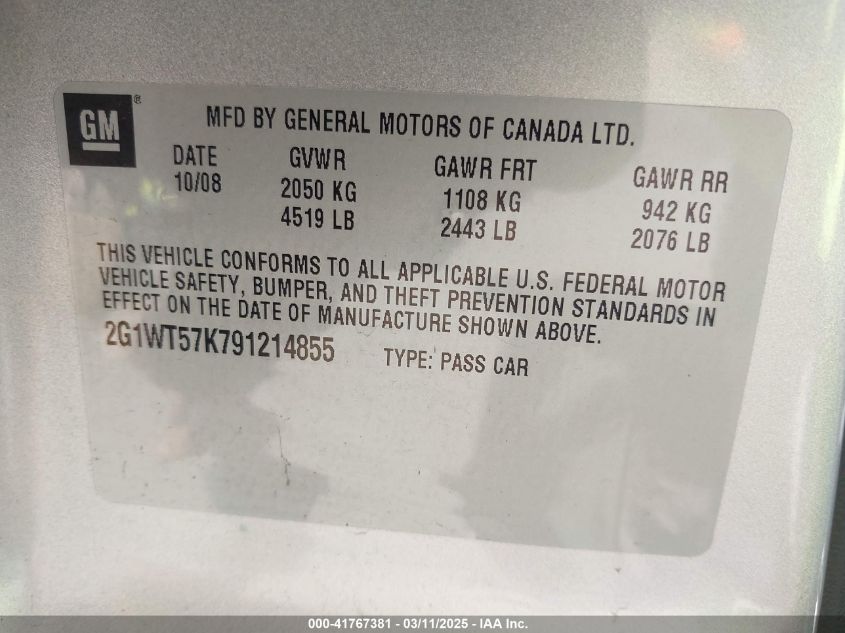 GM ®
MFD BY GENERAL MOTORS OF CANADA LTD.
DATE GVWR GAWR FRT GAWR RR
10/08 2050 KG 1108 KG 942 KG
4519 LB 2443 LB 2076 LB
THIS VEHICLE CONFORMS TO ALL APPLICABLE U.S. FEDERAL MOTOR
VEHICLE SAFETY, BUMPER, AND THEFT PREVENTION STANDARDS IN
EFFECT ON THE DATE OF MANUFACTURE SHOWN ABOVE.
2G1WT57K791214855 TYPE: PASS CAR
000-41767381 - 03/11/2025 - IAA Inc.